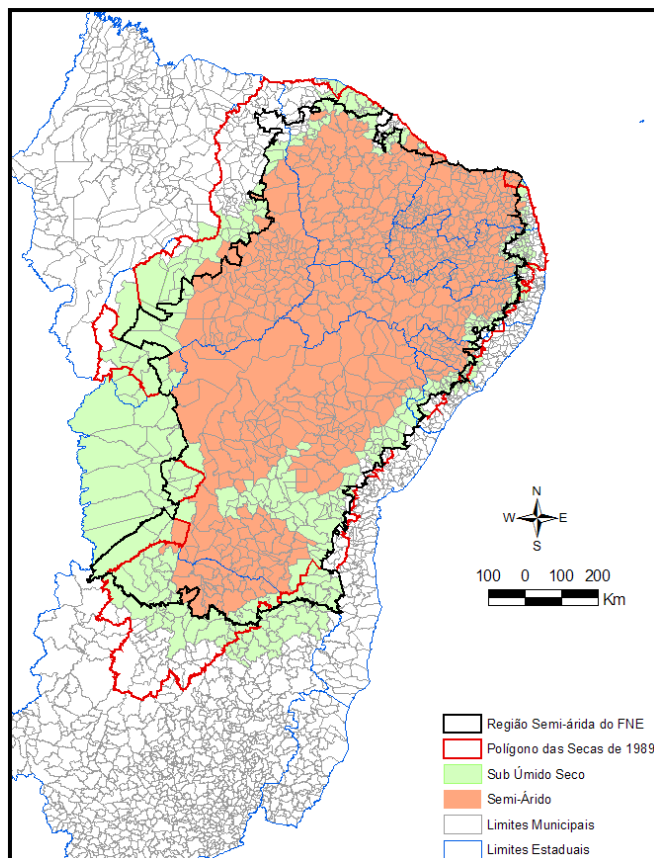 N
W E
S
100 0 100 200
Km
Região Semi-árida do FNE
Polígono das Secas de 1989
Sub Úmido Seco
Semi-Árido
Limites Municipais
Limites Estaduais